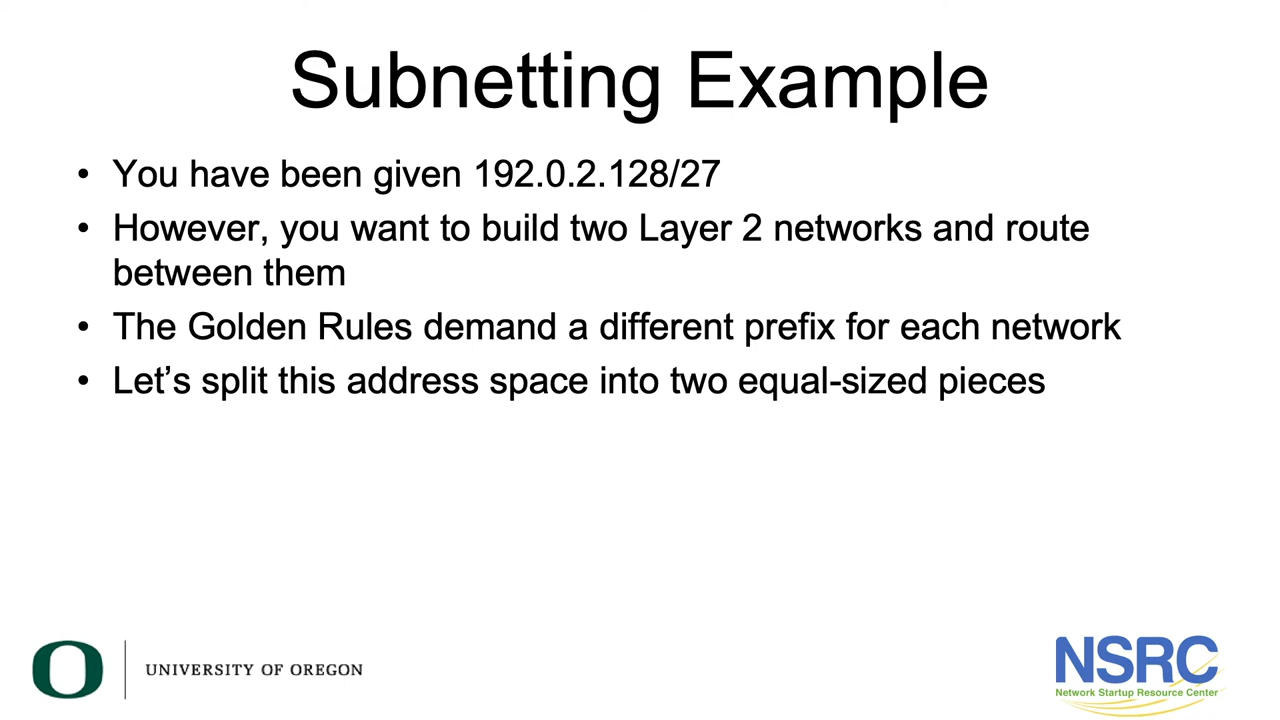 Subnetting Example
• You have been given 192.0.2.128/27
• However, you want to build two Layer 2 networks and route
between them
• The Golden Rules demand a different prefix for each network
• Let’s split this address space into two equal-sized pieces
O
UNIVERSITY OF OREGON
NSRC
Network Startup Resource Center